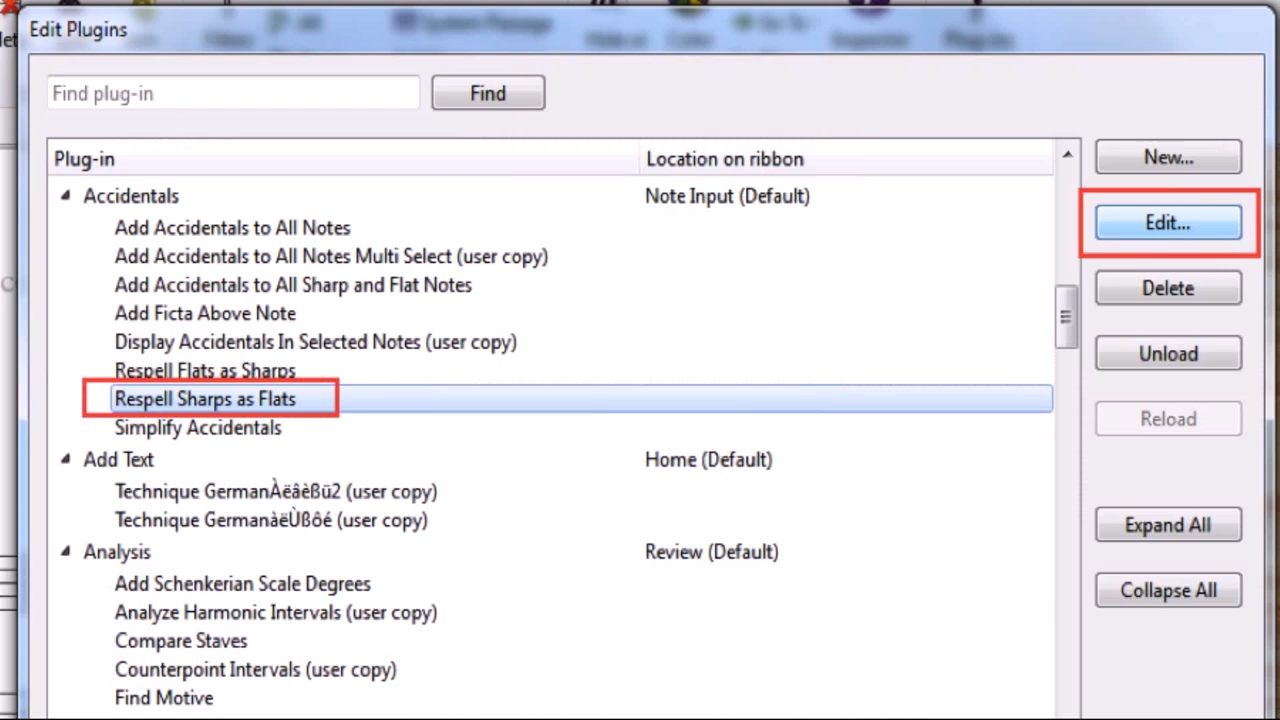 Edit Plugins
Find plug-in Find
Plug-in Location on ribbon
New...
Accidentals Note Input (Default)
Edit...
Add Accidentals to All Notes
Add Accidentals to All Notes Multi Select (user copy)
Add Accidentals to All Sharp and Flat Notes
Delete
Add Ficta Above Note
Display Accidentals In Selected Notes (user copy)
Unload
Respell Flats as Sharps
Respell Sharps as Flats
Reload
Simplify Accidentals
Add Text Home (Default)
Technique GermanÀëâèßü2 (user copy)
Technique GermanàëÙßôé (user copy)
Expand All
Analysis Review (Default)
Add Schenkerian Scale Degrees
Collapse All
Analyze Harmonic Intervals (user copy)
Compare Staves
Counterpoint Intervals (user copy)
Find Motive